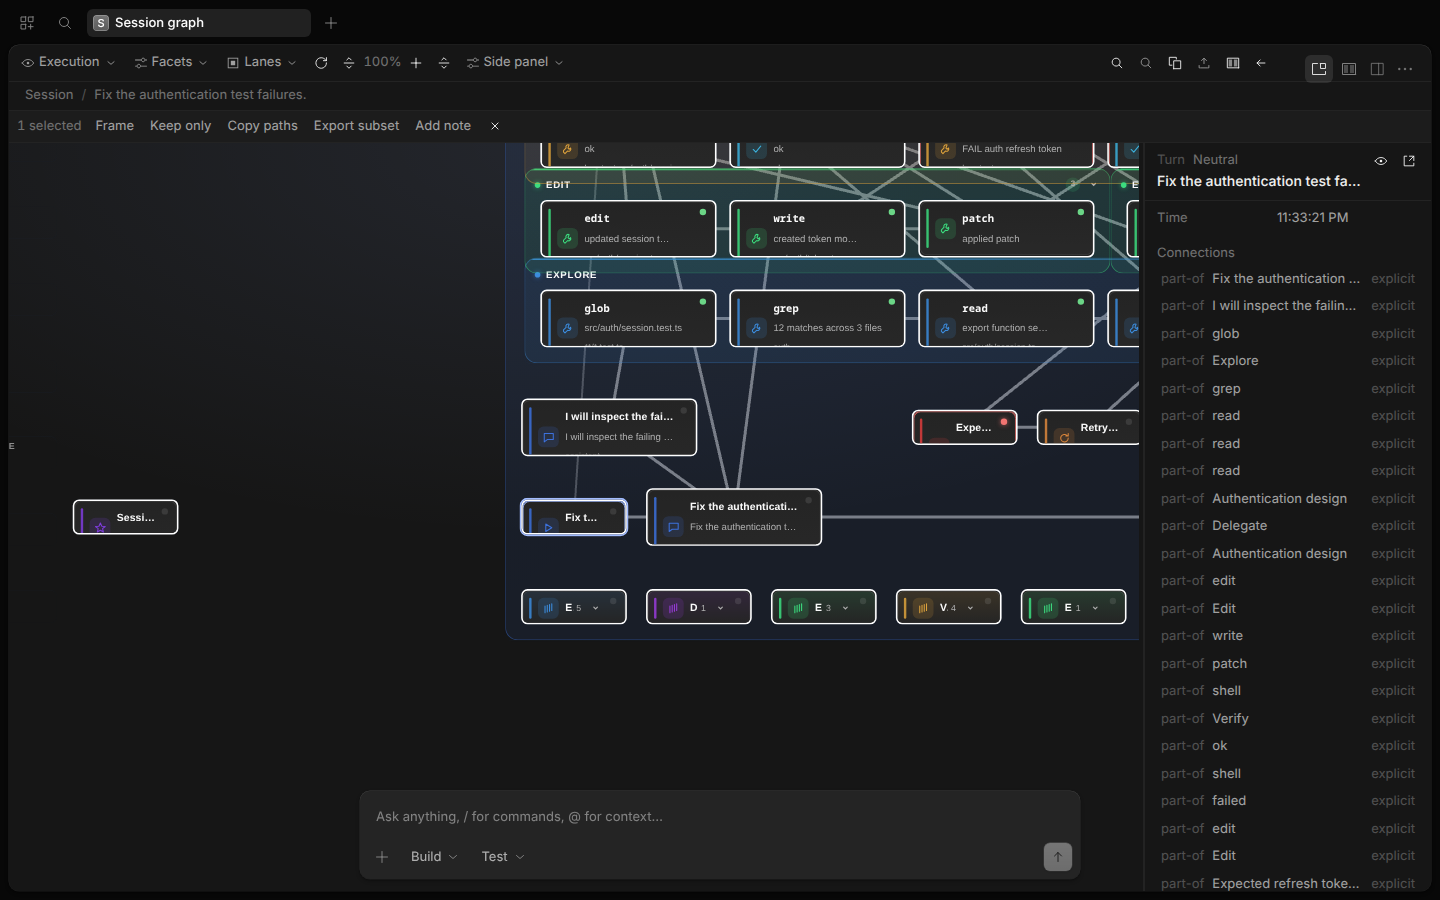 S Session graph
Execution Facets Lanes 100% Side panel
Session / Fix the authentication test failures.
1 selected Frame Keep only Copy paths Export subset Add note
ok
ok
FAIL auth refresh token
EDIT
edit
updated session t...
write
created token mo...
patch
applied patch
EXPLORE
glob
src/auth/session.test.ts
grep
12 matches across 3 files
read
export function se...
I will inspect the fai...
I will inspect the failing ...
Expe...
Retry...
E
Sessi...
Fix t...
Fix the authenticati...
Fix the authentication t...
E 5
D 1
E 3
V. 4
E 1
Ask anything, / for commands, @ for context...
Build Test
Turn Neutral
Fix the authentication test fa...
Time 11:33:21 PM
Connections
part-of Fix the authentication ... explicit
part-of I will inspect the failin... explicit
part-of glob explicit
part-of Explore explicit
part-of grep explicit
part-of read explicit
part-of read explicit
part-of read explicit
part-of Authentication design explicit
part-of Delegate explicit
part-of Authentication design explicit
part-of edit explicit
part-of Edit explicit
part-of write explicit
part-of patch explicit
part-of shell explicit
part-of Verify explicit
part-of ok explicit
part-of shell explicit
part-of failed explicit
part-of edit explicit
part-of Edit explicit
part-of Expected refresh toke... explicit